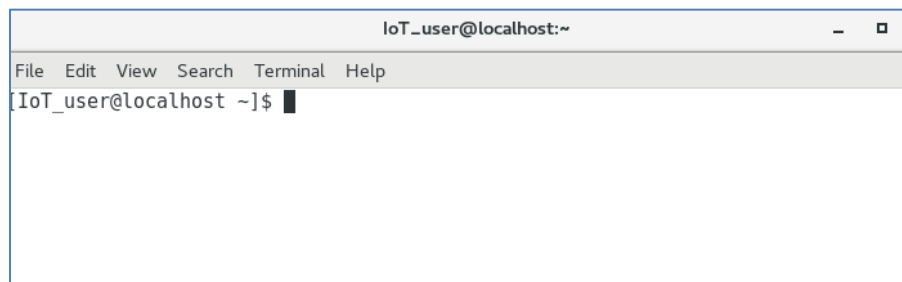 IoT_user@localhost:~
File Edit View Search Terminal Help
[IoT_user@localhost ~]$